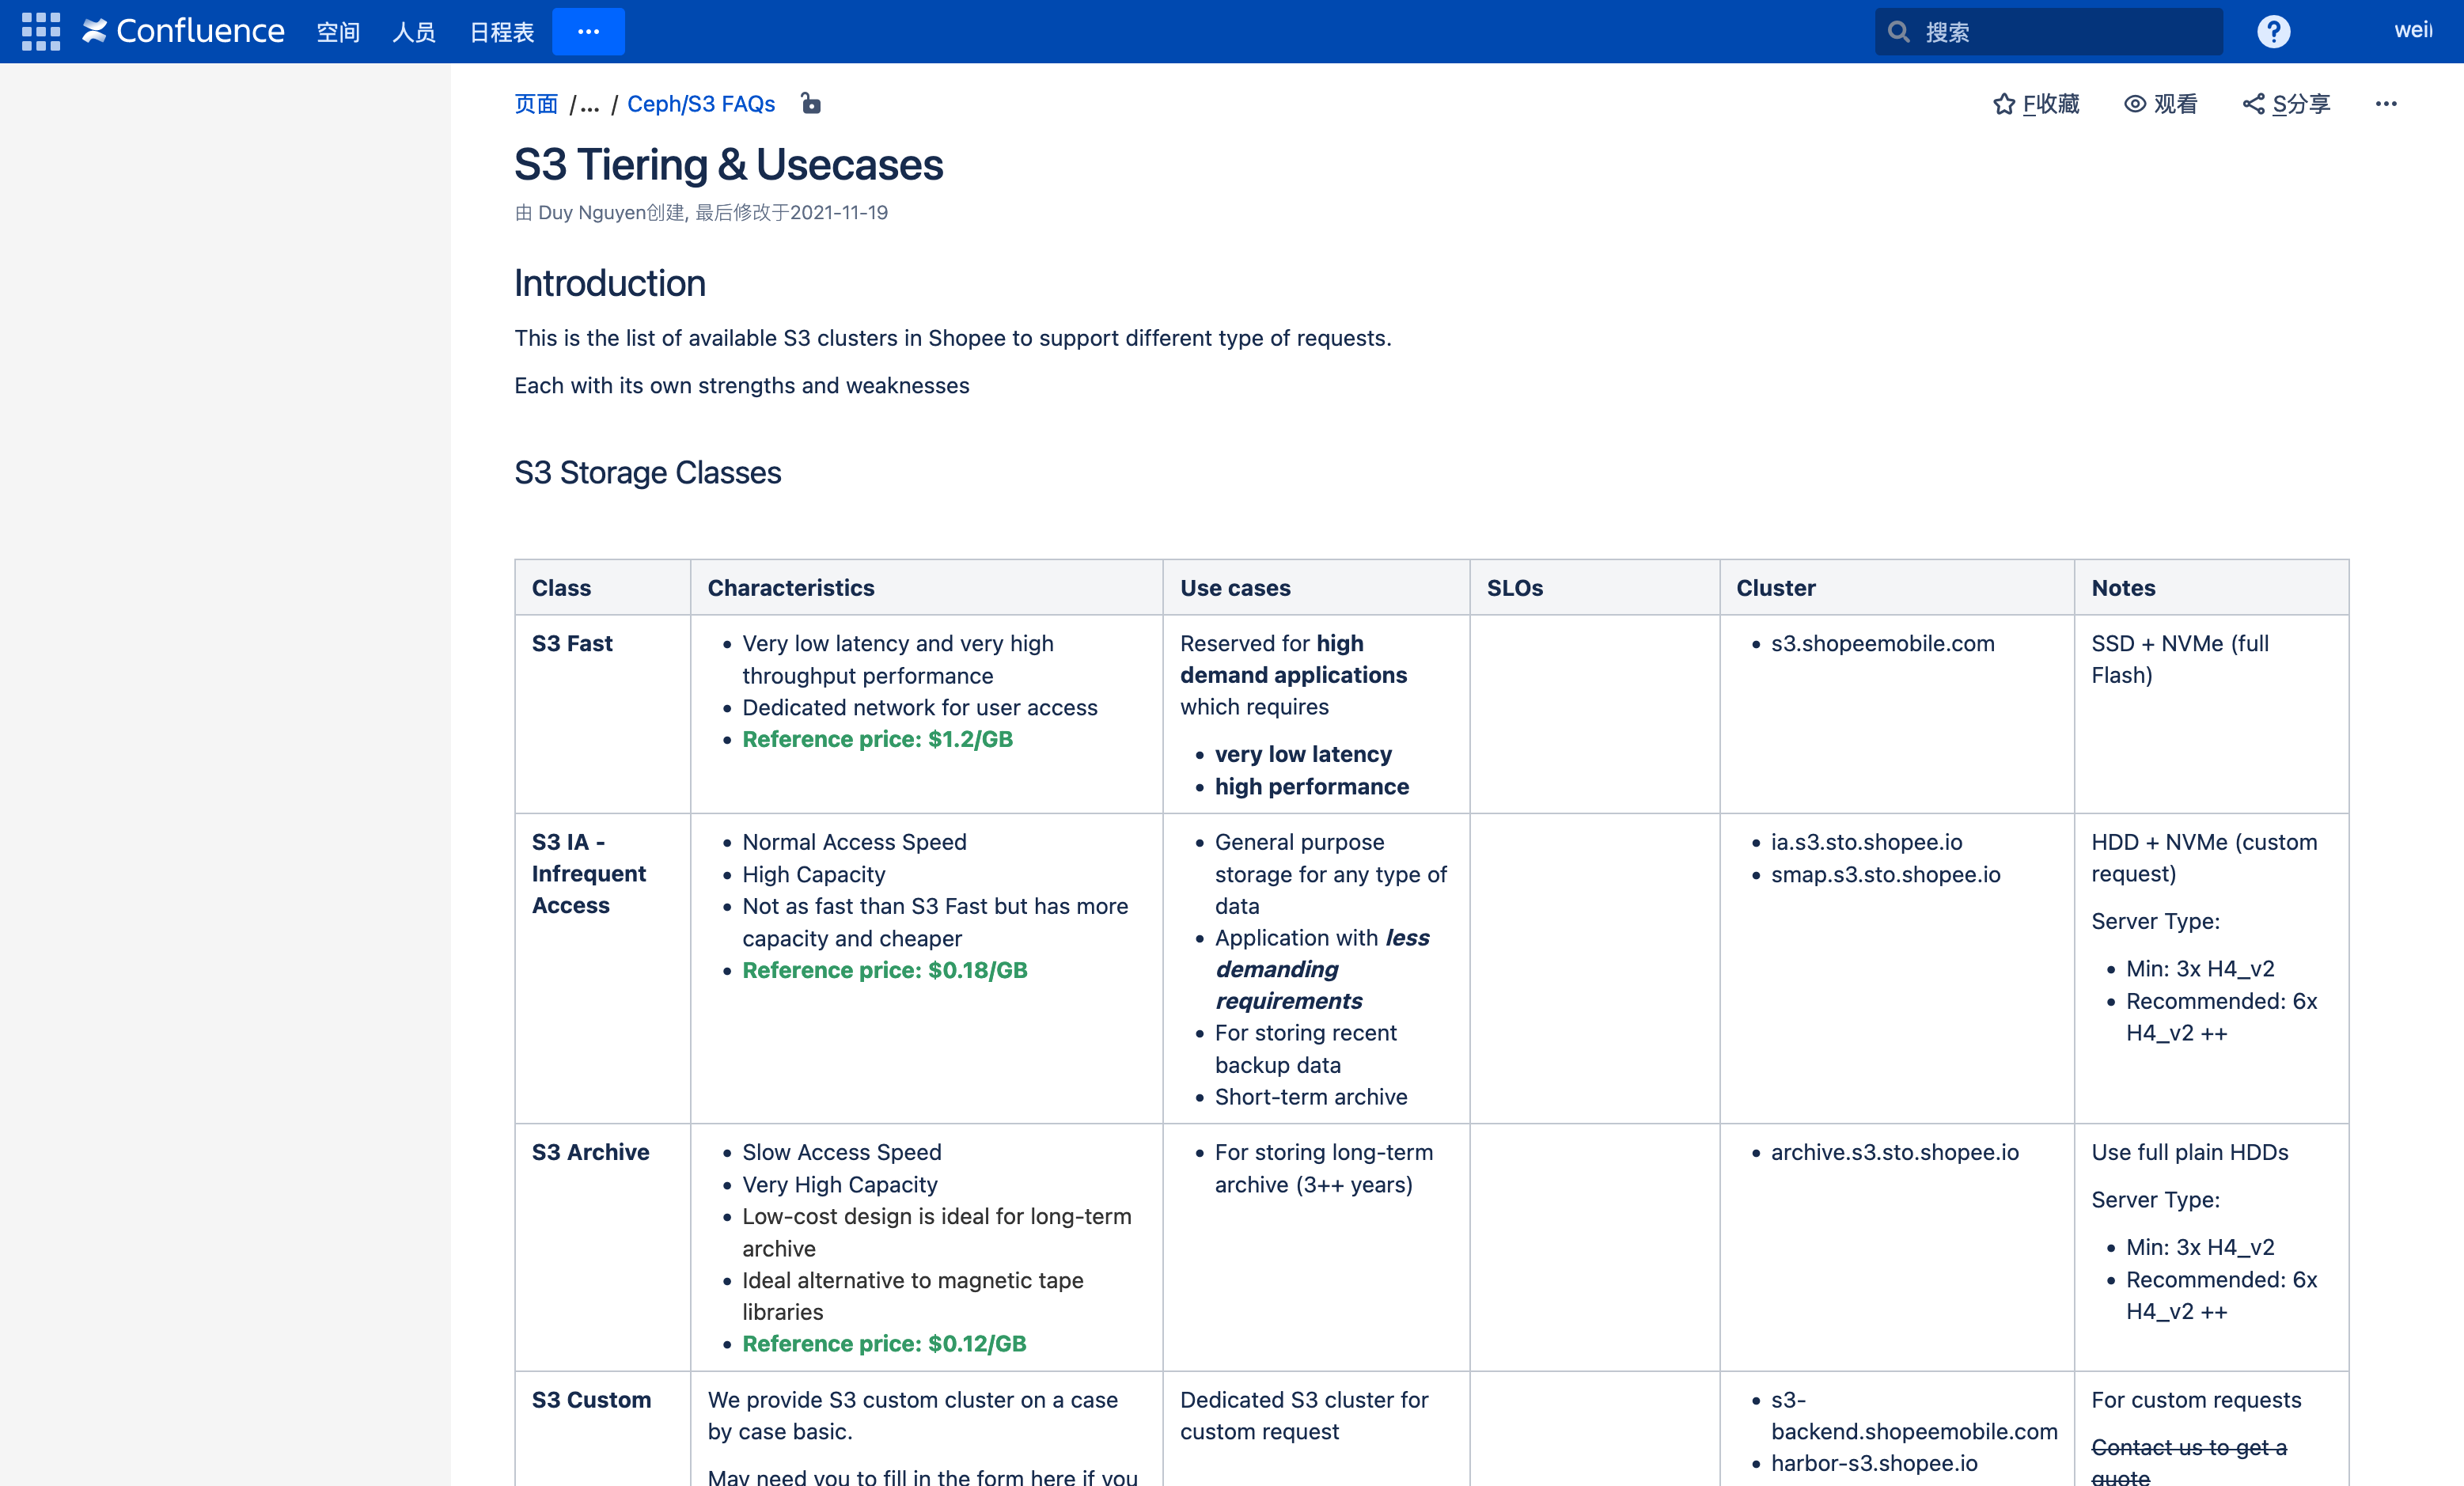 Confluence 空间 人员 日程表 ··· 搜索 ?
页面 /... / Ceph/S3 FAQs F收藏 观看 S分享 ···
S3 Tiering & Usecases
由 Duy Nguyen创建, 最后修改于2021-11-19
Introduction
This is the list of available S3 clusters in Shopee to support different type of requests.
Each with its own strengths and weaknesses
S3 Storage Classes
Class Characteristics Use cases SLOs Cluster Notes
S3 Fast
• Very low latency and very high
throughput performance
• Dedicated network for user access
• Reference price: $1.2/GB
Reserved for high
demand applications
which requires
• very low latency
• high performance
• s3.shopeemobile.com
SSD + NVMe (full
Flash)
S3 IA -
Infrequent
Access
• Normal Access Speed
• High Capacity
• Not as fast than S3 Fast but has more
capacity and cheaper
• Reference price: $0.18/GB
• General purpose
storage for any type of
data
• Application with less
demanding
requirements
• For storing recent
backup data
• Short-term archive
• ia.s3.sto.shopee.io
• smap.s3.sto.shopee.io
HDD + NVMe (custom
request)
Server Type:
• Min: 3x H4_v2
• Recommended: 6x
H4_v2 ++
S3 Archive
• Slow Access Speed
• Very High Capacity
• Low-cost design is ideal for long-term
archive
• Ideal alternative to magnetic tape
libraries
• Reference price: $0.12/GB
• For storing long-term
archive (3++ years)
• archive.s3.sto.shopee.io
Use full plain HDDs
Server Type:
• Min: 3x H4_v2
• Recommended: 6x
H4_v2 ++
S3 Custom
We provide S3 custom cluster on a case
by case basic.
May need you to fill in the form here if you
Dedicated S3 cluster for
custom request
• s3-
backend.shopeemobile.com
• harbor-s3.shopee.io
For custom requests
Contact us to get a
quote